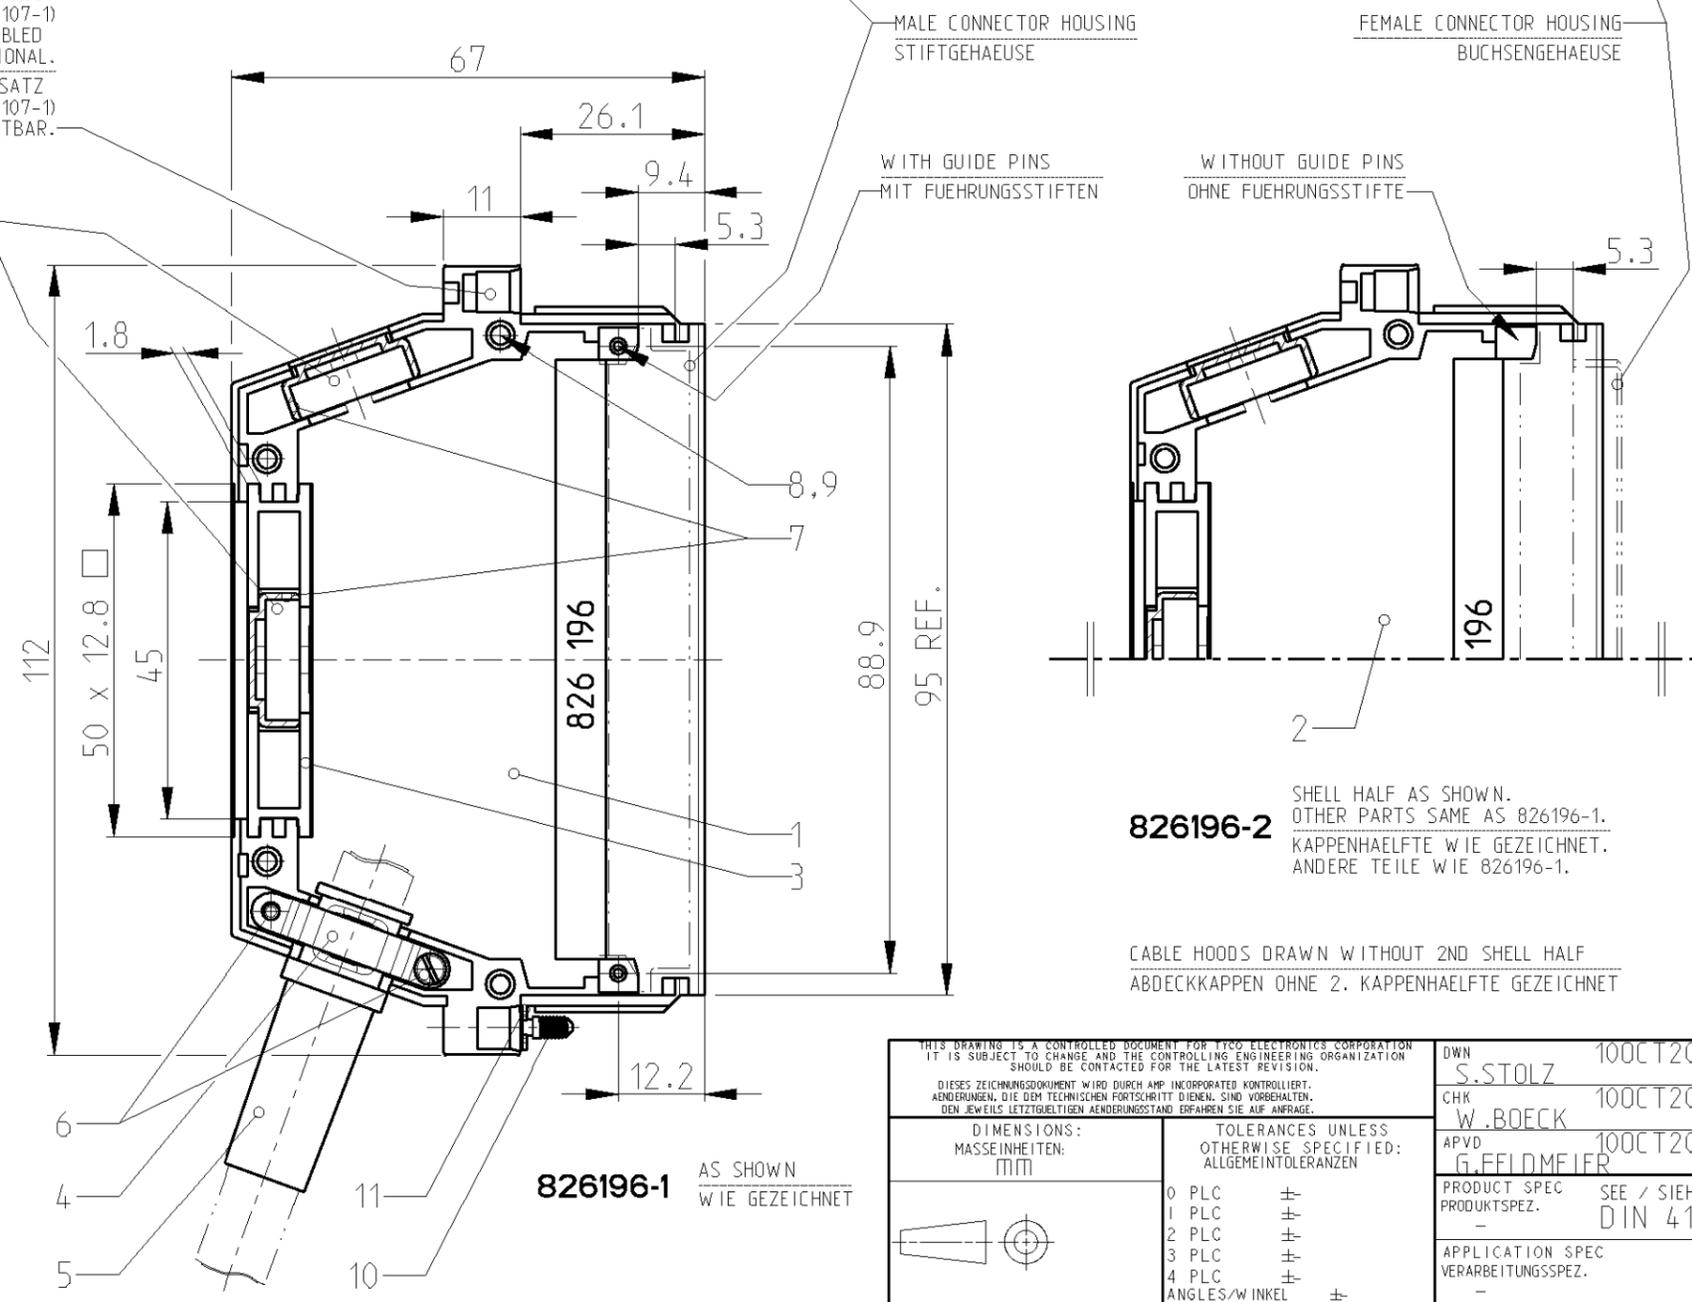 107-1)
BLED
IONAL.
SATZ
107-1)
TBAR.
67
26.1
9.4
11
5.3
MALE CONNECTOR HOUSING
STIFTGEHAEUSE
FEMALE CONNECTOR HOUSING
BUCHSENGEHAEUSE
WITH GUIDE PINS
MIT FUEHRUNGSSTIFTEN
WITHOUT GUIDE PINS
OHNE FUEHRUNGSSTIFTE
5.3
1.8
8,9
7
112
50 x 12.8 □
45
826 196
88.9
95 REF.
196
2
1
3
826196-2
SHELL HALF AS SHOWN.
OTHER PARTS SAME AS 826196-1.
KAPPENHAELFTE WIE GEZEICHNET.
ANDERE TEILE WIE 826196-1.
CABLE HOODS DRAWN WITHOUT 2ND SHELL HALF
ABDECKKAPPEN OHNE 2. KAPPENHAELFTE GEZEICHNET
12.2
6
4
5
11
10
826196-1
AS SHOWN
WIE GEZEICHNET
THIS DRAWING IS A CONTROLLED DOCUMENT FOR TYCO ELECTRONICS CORPORATION
IT IS SUBJECT TO CHANGE AND THE CONTROLLING ENGINEERING ORGANIZATION
SHOULD BE CONTACTED FOR THE LATEST REVISION.
DIESES ZEICHNUNGSDOKUMENT WIRD DURCH AMP INCORPORATED KONTROLLIERT.
AENDERUNGEN, DIE DEM TECHNISCHEN FORTSCHRITT DIENEN, SIND VORBEHALTEN.
DEN JEWEILS LETZTGUELTIGEN AENDERUNGSSTAND ERFAHREN SIE AUF ANFRAGE.
DIMENSIONS:
MASSEINHEITEN:
mm
TOLERANCES UNLESS
OTHERWISE SPECIFIED:
ALLGEMEINTOLERANZEN
0 PLC ±-
1 PLC ±-
2 PLC ±-
3 PLC ±-
4 PLC ±-
ANGLES/WINKEL ±-
DWN 10OCT20
S.STOLZ
CHK 10OCT20
W.BOECK
APVD 10OCT20
G.FELDMEIER
PRODUCT SPEC SEE / SIEH
PRODUKTSPEZ. DIN 41
-
APPLICATION SPEC
VERARBEITUNGSSPEZ.
-